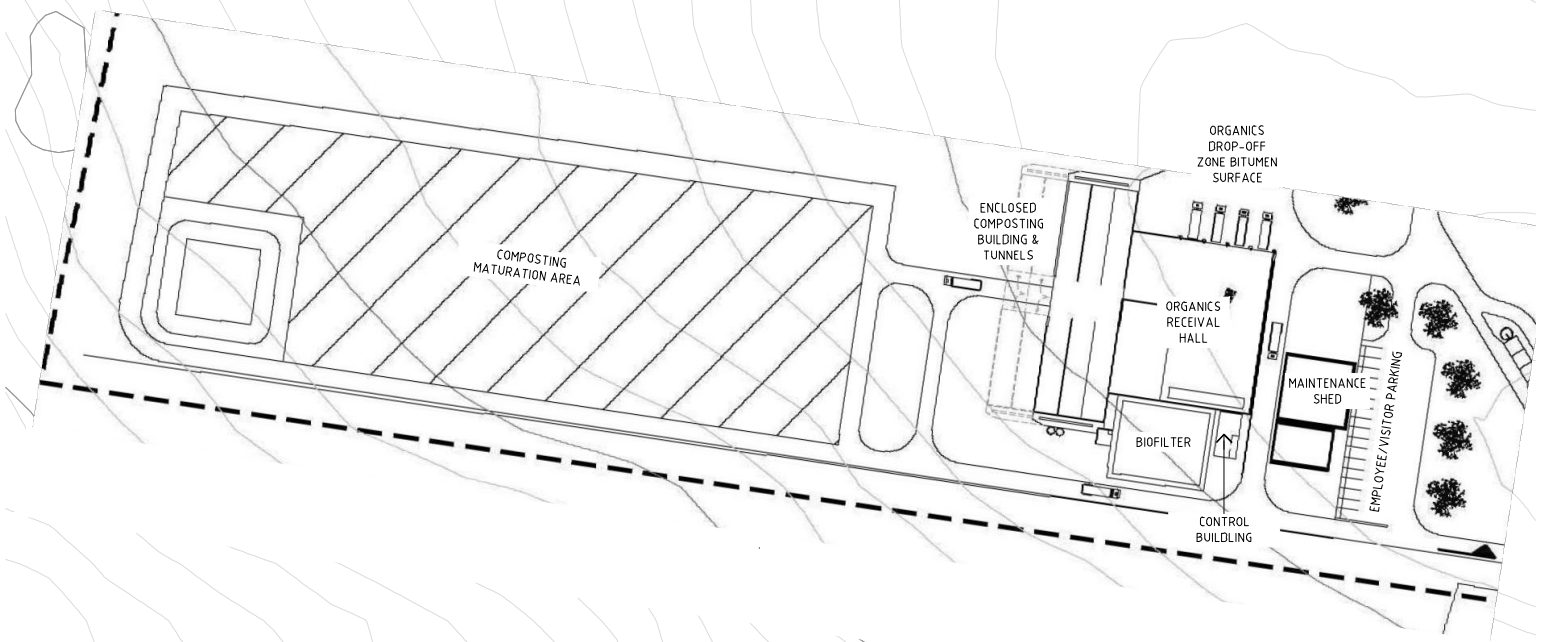 ORGANICS
DROP-OFF
ZONE BITUMEN
SURFACE
ENCLOSED
COMPOSTING
BUILDING &
TUNNELS
COMPOSTING
MATURATION AREA
ORGANICS
RECEIVAL
HALL
MAINTENANCE
SHED
EMPLOYEE/VISITOR PARKING
BIOFILTER
CONTROL
BUILDLING